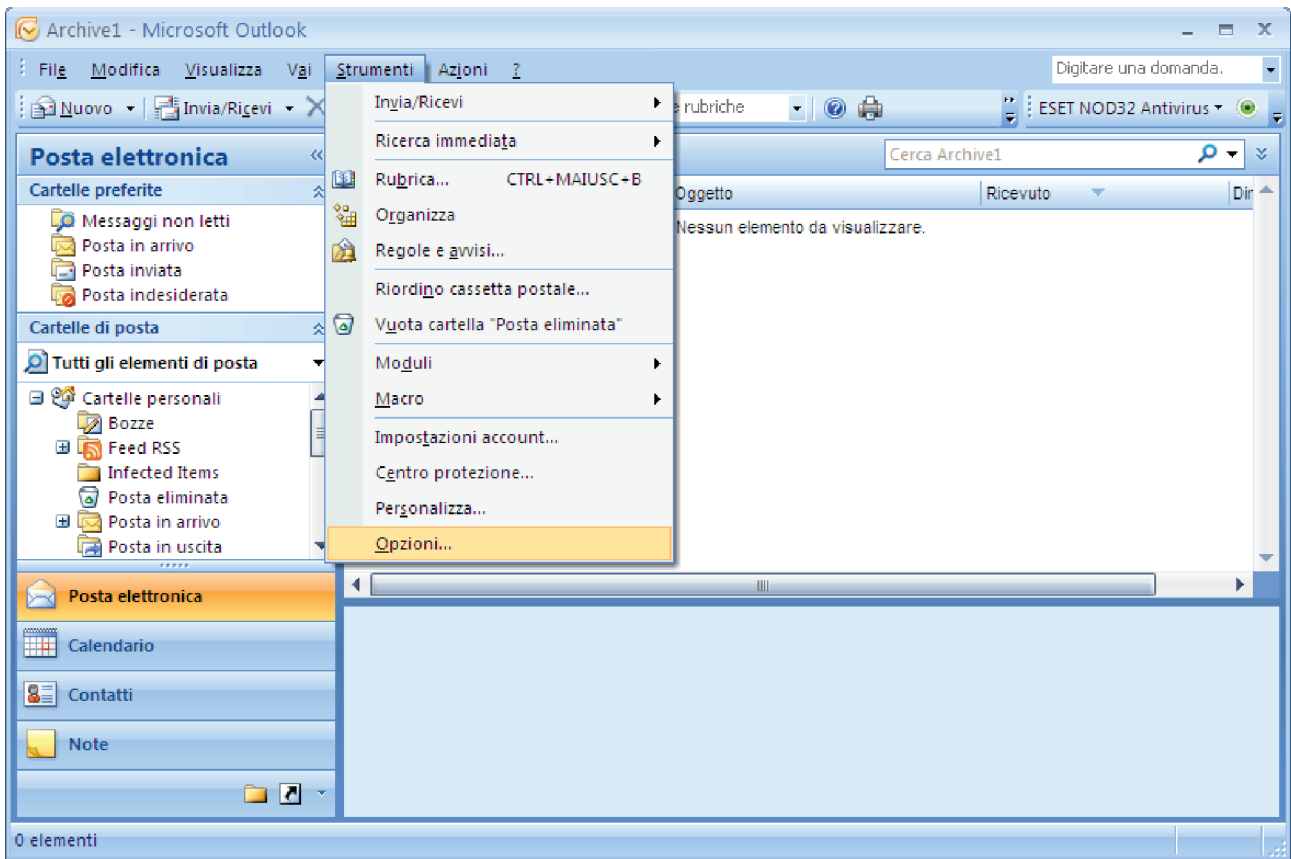 Archive1 - Microsoft Outlook
File Modifica Visualizza Vai Strumenti Azioni ? Digitare una domanda.
Nuovo Invia/Ricevi rubriche ESET NOD32 Antivirus
Posta elettronica
Cerca Archive1
Cartelle preferite
Oggetto Ricevuto
Messaggi non letti
Nessun elemento da visualizzare.
Posta in arrivo
Posta inviata
Posta indesiderata
Cartelle di posta
Tutti gli elementi di posta
Cartelle personali
Bozze
Feed RSS
Infected Items
Posta eliminata
Posta in arrivo
Posta in uscita
Invia/Ricevi
Ricerca immediata
Rubrica... CTRL+MAIUSC+B
Organizza
Regole e avvisi...
Riordino cassetta postale...
Vuota cartella "Posta eliminata"
Moduli
Macro
Impostazioni account...
Centro protezione...
Personalizza...
Opzioni...
Posta elettronica
Calendario
Contatti
Note
0 elementi